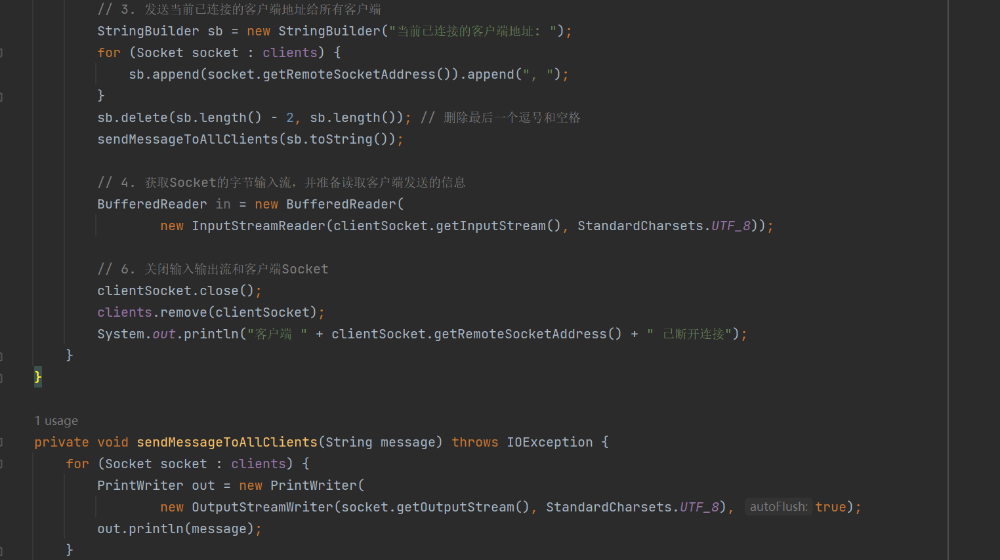 // 3. 发送当前已连接的客户端地址给所有客户端
StringBuilder sb = new StringBuilder("当前已连接的客户端地址: ");
for (Socket socket : clients) {
sb.append(socket.getRemoteSocketAddress()).append(", ");
}
sb.delete(sb.length() - 2, sb.length()); // 删除最后一个逗号和空格
sendMessageToAllClients(sb.toString());
// 4. 获取Socket的字节输入流，并准备读取客户端发送的信息
BufferedReader in = new BufferedReader(
new InputStreamReader(clientSocket.getInputStream(), StandardCharsets.UTF_8));
// 6. 关闭输入输出流和客户端Socket
clientSocket.close();
clients.remove(clientSocket);
System.out.println("客户端 " + clientSocket.getRemoteSocketAddress() + " 已断开连接");
}
}
1 usage
private void sendMessageToAllClients(String message) throws IOException {
for (Socket socket : clients) {
PrintWriter out = new PrintWriter(
new OutputStreamWriter(socket.getOutputStream(), StandardCharsets.UTF_8), autoFlush: true);
out.println(message);
}